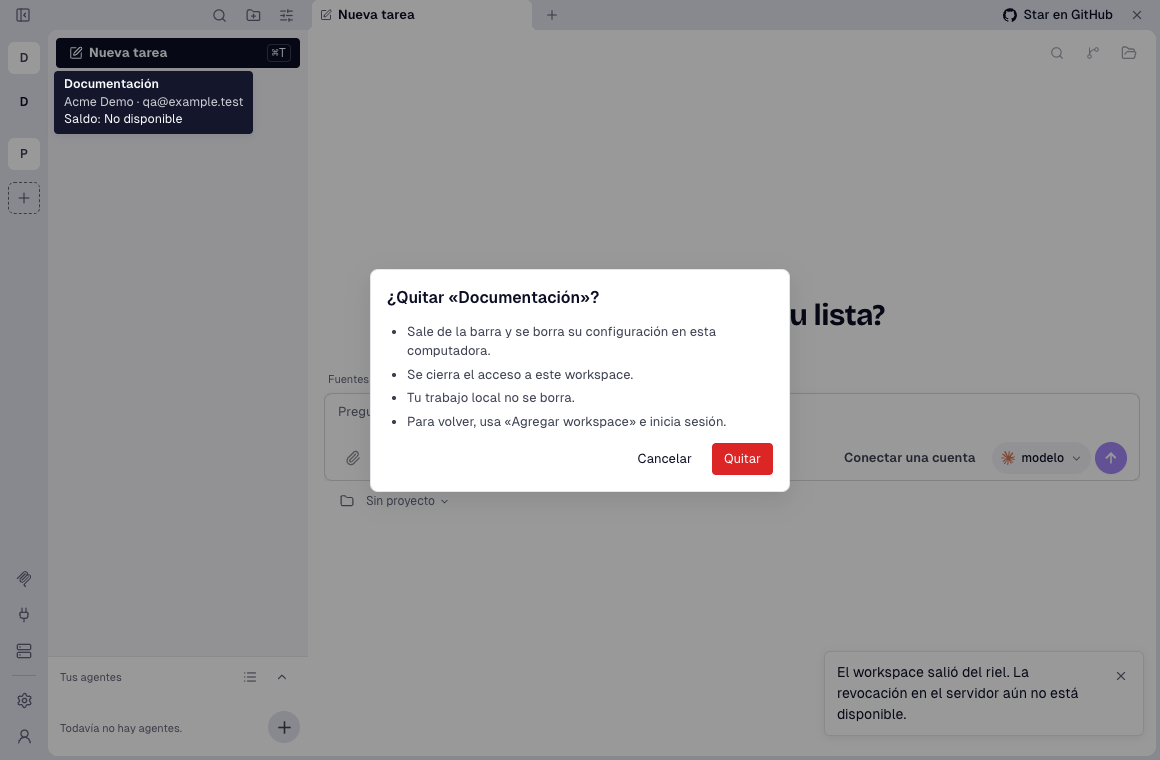 Nueva tarea
Star en GitHub
D
Nueva tarea
⌘T
Documentación
Acme Demo · qa@example.test
Saldo: No disponible
D
P
u lista?
¿Quitar «Documentación»?
Sale de la barra y se borra su configuración en esta
computadora.
Se cierra el acceso a este workspace.
Tu trabajo local no se borra.
Para volver, usa «Agregar workspace» e inicia sesión.
Cancelar
Quitar
Fuentes
Pregu
Conectar una cuenta
modelo
Sin proyecto
Tus agentes
Todavía no hay agentes.
El workspace salió del riel. La
revocación en el servidor aún no está
disponible.